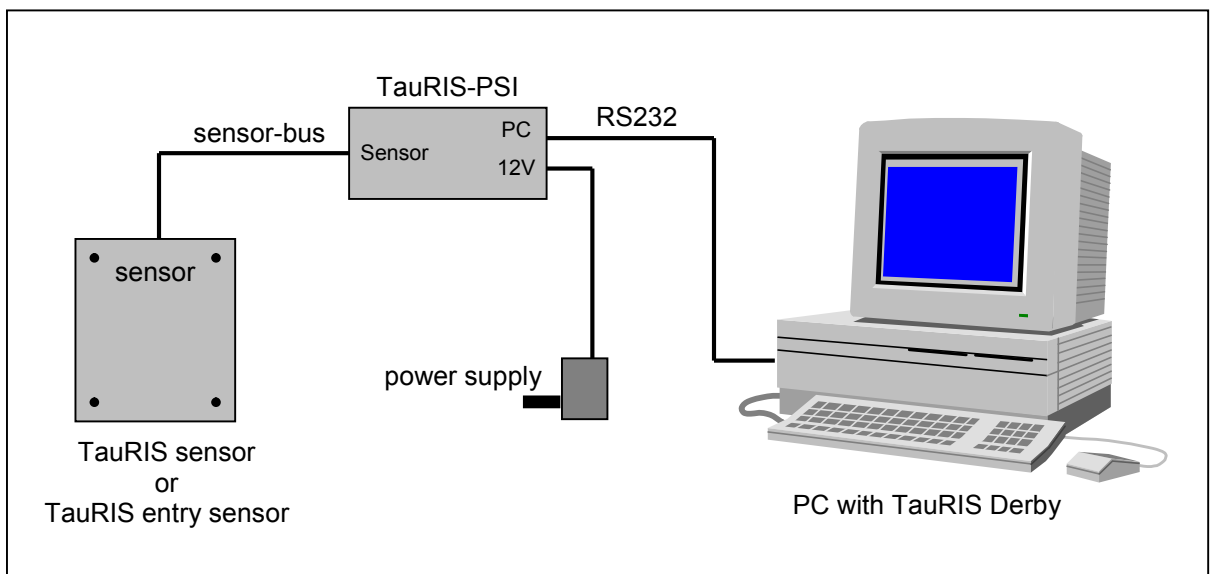 TauRIS-PSI
sensor-bus
Sensor
PC
12V
RS232
sensor
power supply
TauRIS sensor
or
TauRIS entry sensor
PC with TauRIS Derby